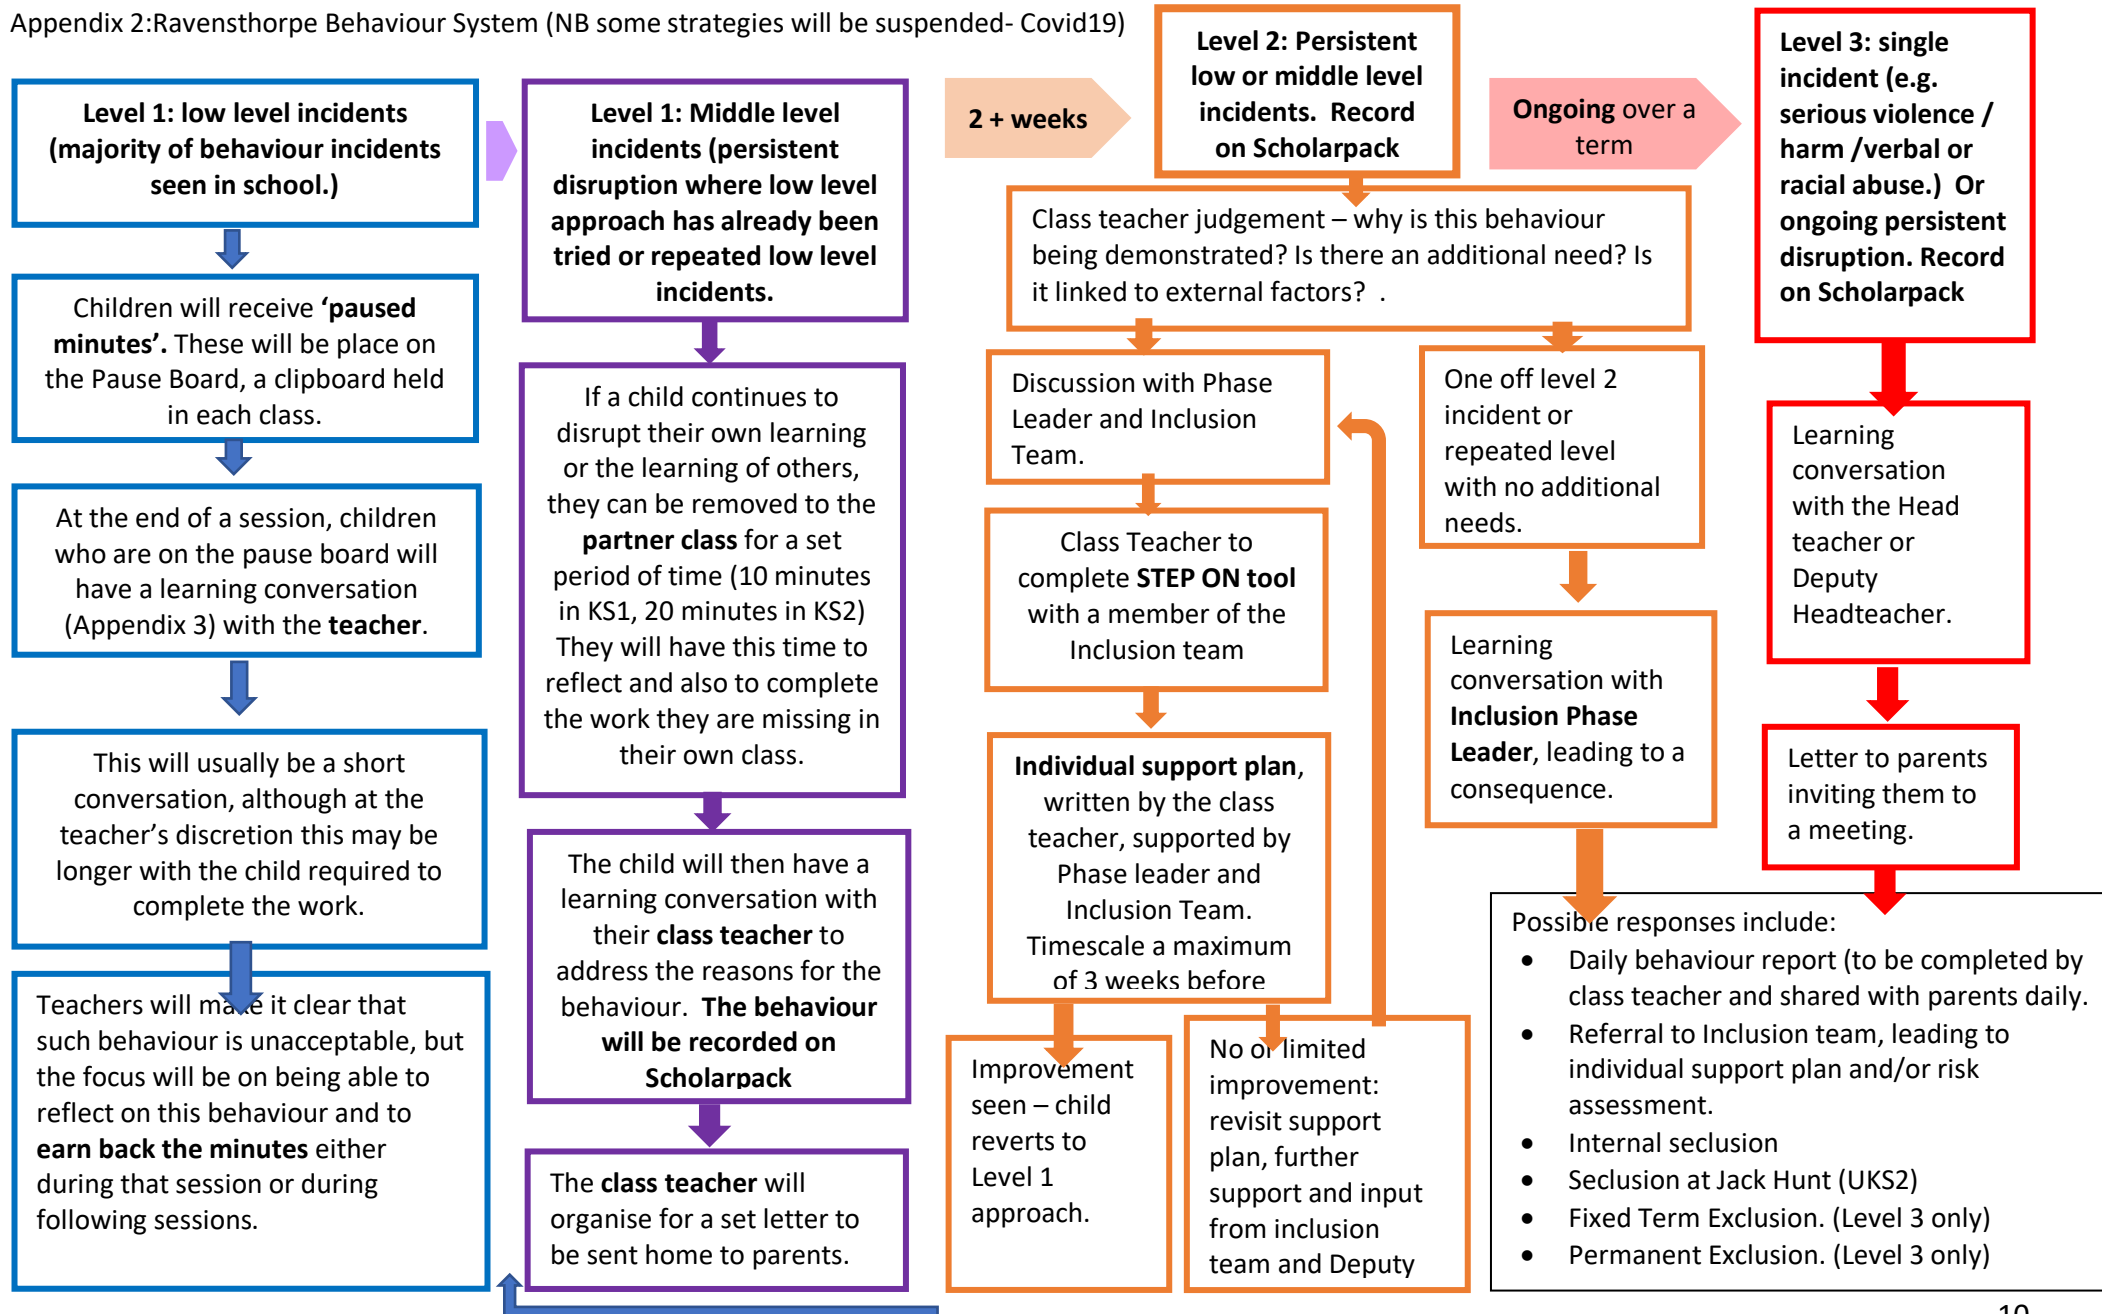 Appendix 2:Ravensthorpe Behaviour System (NB some strategies will be suspended- Covid19)
Level 1: low level incidents
(majority of behaviour incidents
seen in school.)
Children will receive ‘paused
minutes’. These will be place on
the Pause Board, a clipboard held
in each class.
At the end of a session, children
who are on the pause board will
have a learning conversation
(Appendix 3) with the teacher.
This will usually be a short
conversation, although at the
teacher’s discretion this may be
longer with the child required to
complete the work.
Teachers will make it clear that
such behaviour is unacceptable, but
the focus will be on being able to
reflect on this behaviour and to
earn back the minutes either
during that session or during
following sessions.
Level 1: Middle level
incidents (persistent
disruption where low level
approach has already been
tried or repeated low level
incidents.
If a child continues to
disrupt their own learning
or the learning of others,
they can be removed to the
partner class for a set
period of time (10 minutes
in KS1, 20 minutes in KS2)
They will have this time to
reflect and also to complete
the work they are missing in
their own class.
The child will then have a
learning conversation with
their class teacher to
address the reasons for the
behaviour.  The behaviour
will be recorded on
Scholarpack
The class teacher will
organise for a set letter to
be sent home to parents.
2 + weeks
Level 2: Persistent
low or middle level
incidents.  Record
on Scholarpack
Class teacher judgement – why is this behaviour
being demonstrated? Is there an additional need? Is
it linked to external factors?  .
Discussion with Phase
Leader and Inclusion
Team.
Class Teacher to
complete STEP ON tool
with a member of the
Inclusion team
Individual support plan,
written by the class
teacher, supported by
Phase leader and
Inclusion Team.
Timescale a maximum
of 3 weeks before
Improvement
seen – child
reverts to
Level 1
approach.
No or limited
improvement:
revisit support
plan, further
support and input
from inclusion
team and Deputy
One off level 2
incident or
repeated level
with no additional
needs.
Learning
conversation with
Inclusion Phase
Leader, leading to a
consequence.
Ongoing over a
term
Level 3: single
incident (e.g.
serious violence /
harm /verbal or
racial abuse.)  Or
ongoing persistent
disruption. Record
on Scholarpack
Learning
conversation
with the Head
teacher or
Deputy
Headteacher.
Letter to parents
inviting them to
a meeting.
Possible responses include:
• Daily behaviour report (to be completed by
class teacher and shared with parents daily.
• Referral to Inclusion team, leading to
individual support plan and/or risk
assessment.
• Internal seclusion
• Seclusion at Jack Hunt (UKS2)
• Fixed Term Exclusion. (Level 3 only)
• Permanent Exclusion. (Level 3 only)